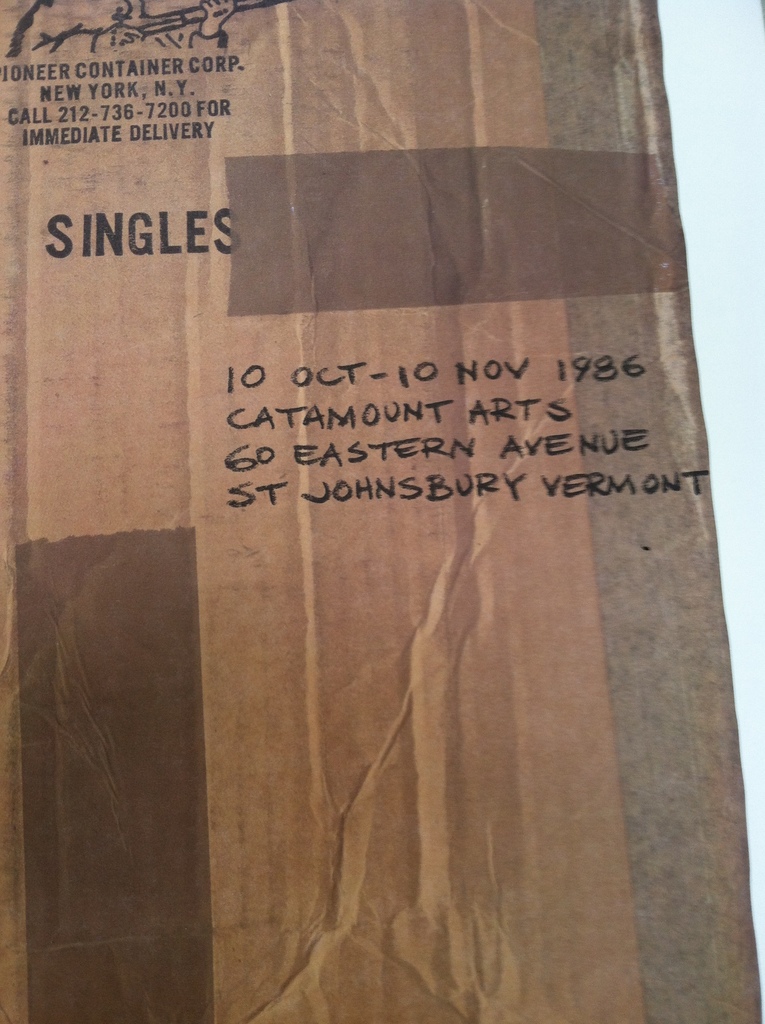 PIONEER CONTAINER CORP.
NEW YORK, N.Y.
CALL 212-736-7200 FOR
IMMEDIATE DELIVERY
SINGLES
10 OCT-10 NOV 1986
CATAMOUNT ARTS
60 EASTERN AVENUE
ST JOHNSBURY VERMONT